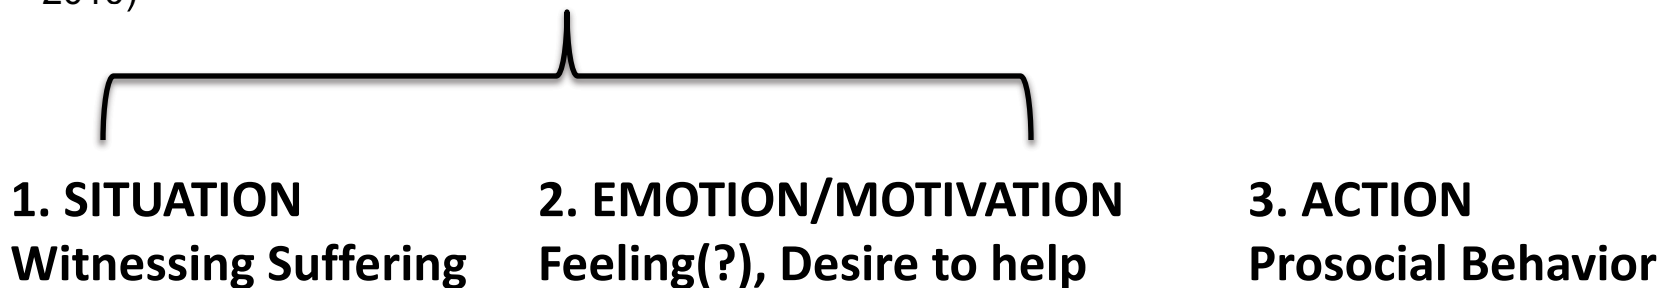 1. SITUATION 2. EMOTION/MOTIVATION 3. ACTION
Witnessing Suffering Feeling(?), Desire to help Prosocial Behavior